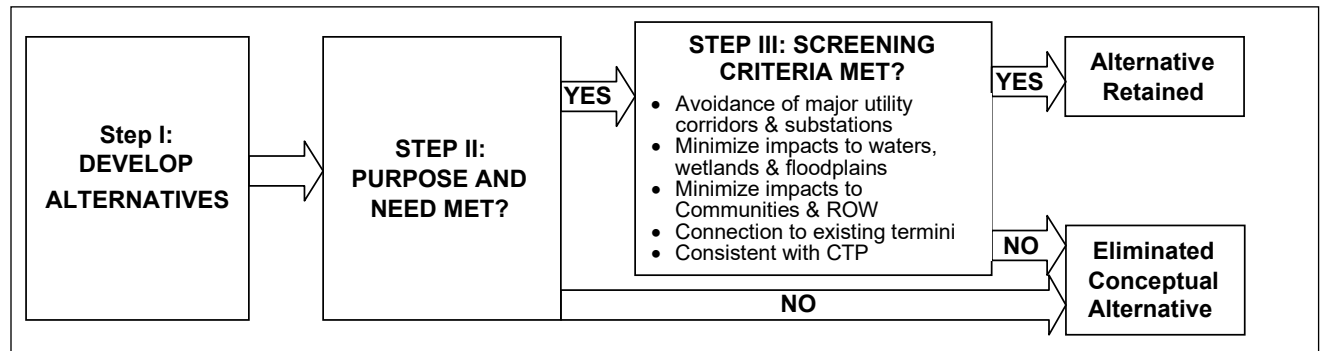 Step I:
DEVELOP
ALTERNATIVES
STEP II:
PURPOSE AND
NEED MET?
YES
STEP III: SCREENING
CRITERIA MET?
• Avoidance of major utility
corridors & substations
• Minimize impacts to waters,
wetlands & floodplains
• Minimize impacts to
Communities & ROW
• Connection to existing termini
• Consistent with CTP
YES
Alternative
Retained
NO
NO
Eliminated
Conceptual
Alternative